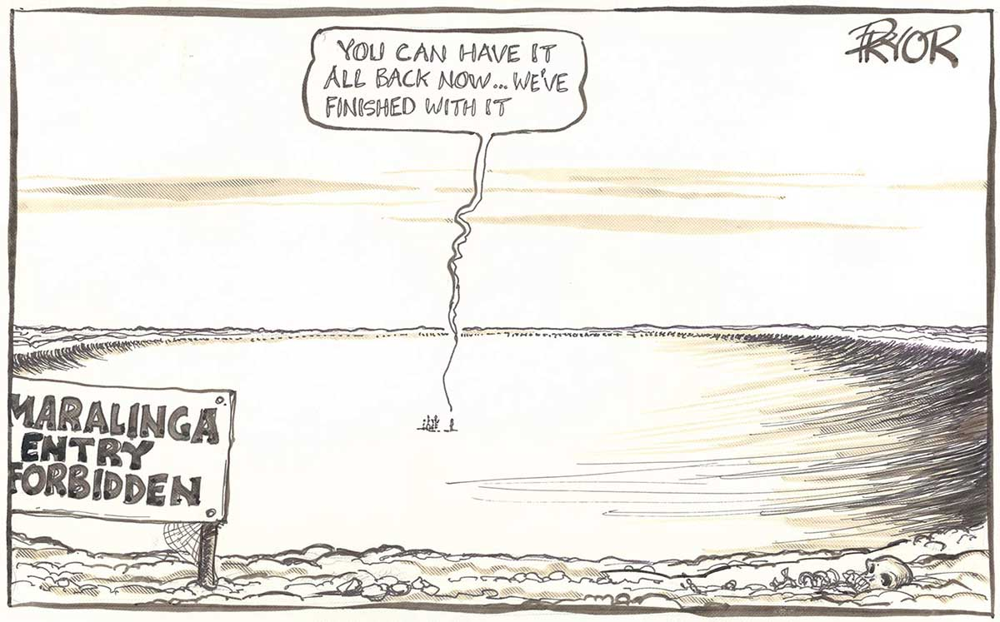 PRYOR
YOU CAN HAVE IT
ALL BACK NOW... WE'VE
FINISHED WITH IT
MARALINGA
ENTRY
FORBIDDEN